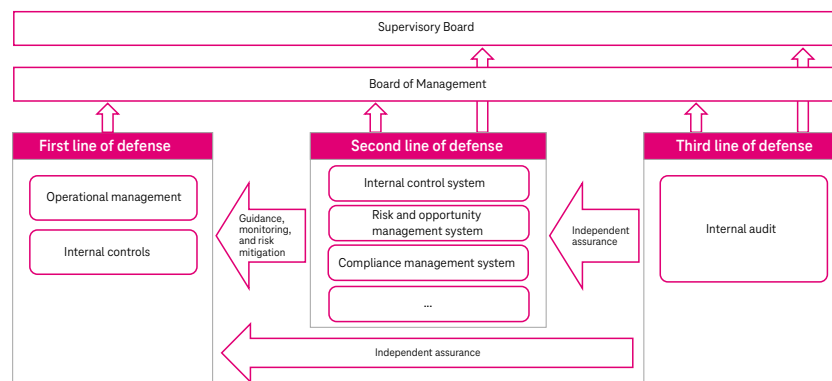 Supervisory Board
Board of Management
First line of defense
Second line of defense
Third line of defense
Operational management
Internal controls
Guidance,
monitoring,
and risk
mitigation
Internal control system
Risk and opportunity
management system
Compliance management system
...
Independent
assurance
Internal audit
Independent assurance